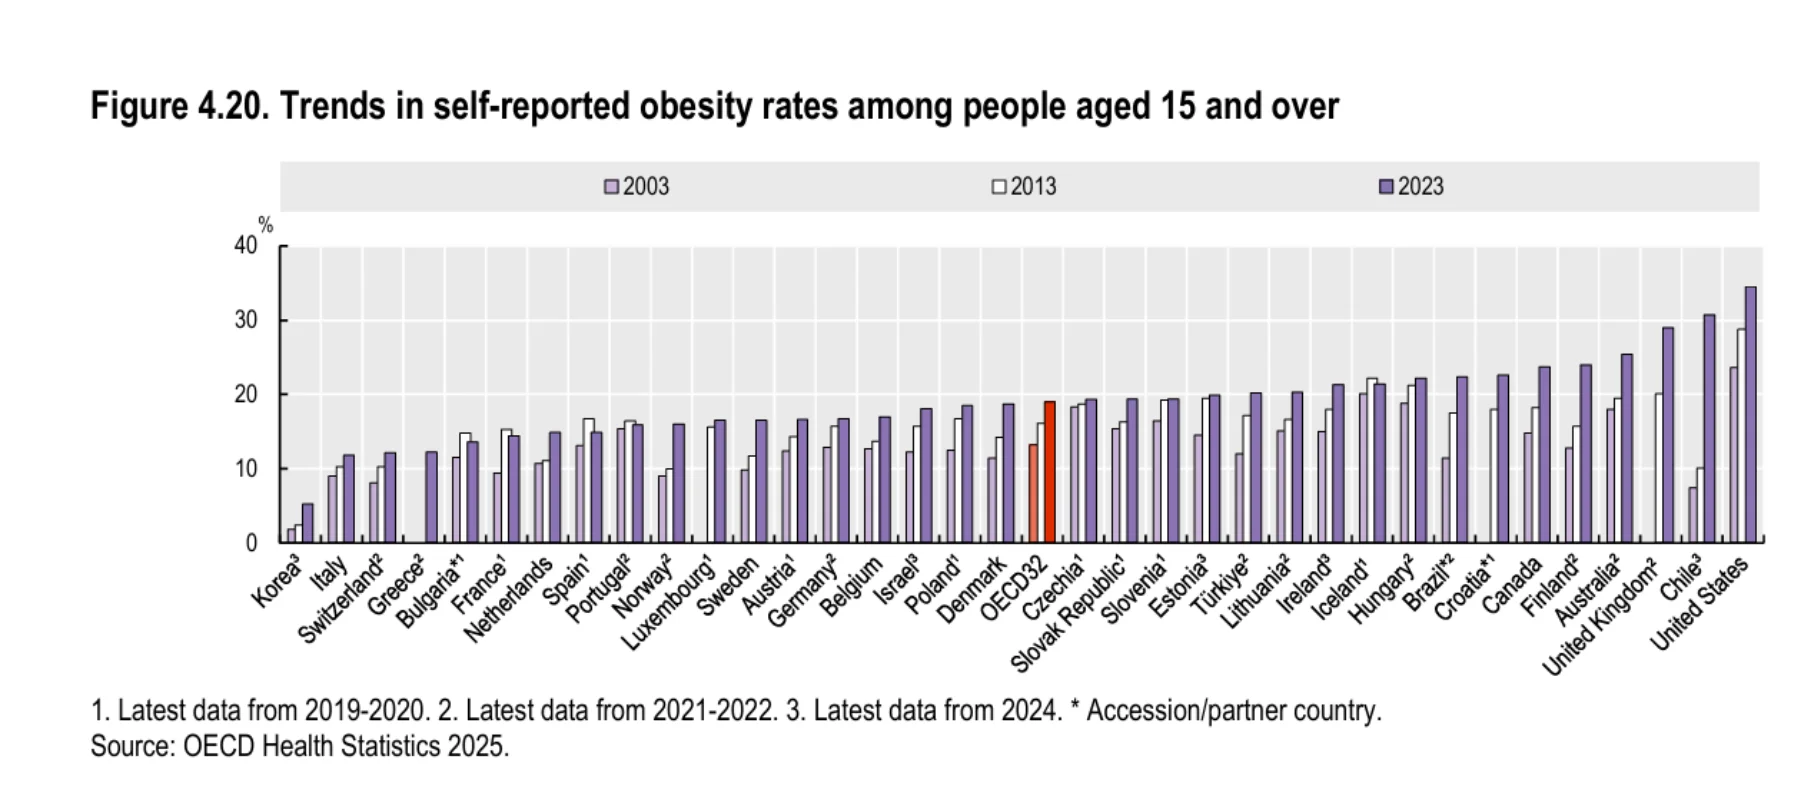 Figure 4.20. Trends in self-reported obesity rates among people aged 15 and over
2003 2013 2023
%
40
30
20
10
0
Korea³
Italy
Switzerland²
Greece²
Bulgaria*¹
France¹
Netherlands
Spain¹
Portugal²
Norway²
Luxembourg¹
Sweden
Austria¹
Germany²
Belgium
Israel³
Poland¹
Denmark
OECD32
Czechia¹
Slovak Republic¹
Slovenia¹
Estonia³
Türkiye²
Lithuania²
Ireland³
Iceland¹
Hungary²
Brazil*²
Croatia*¹
Canada
Finland²
Australia²
United Kingdom²
Chile³
United States
1. Latest data from 2019-2020. 2. Latest data from 2021-2022. 3. Latest data from 2024. * Accession/partner country.
Source: OECD Health Statistics 2025.